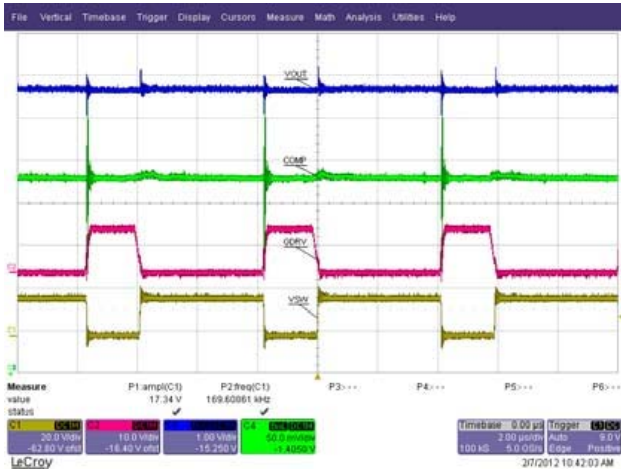 File Vertical Timebase Trigger Display Cursors Measure Math Analysis Utilities Help
VOUT
COMP
GDRV
VSW
Measure P1:ampl(C1) P2:freq(C1) P3:--- P4:--- P5:--- P6:---
value 17.34 V 169.60861 kHz
status
C1 DC1M
20.0 V/div
-62.80 V ofst
10.0 V/div
-16.40 V ofst
1.00 V/div
-15.250 V
C4
50.0 mV/div
-1.4050 V
Timebase 0.00 µs
2.00 µs/div
100 kS 5.0 GS/s
Trigger C1 DC
Auto 9.0 V
Edge Positive
LeCroy
2/7/2012 10:42:03 AM